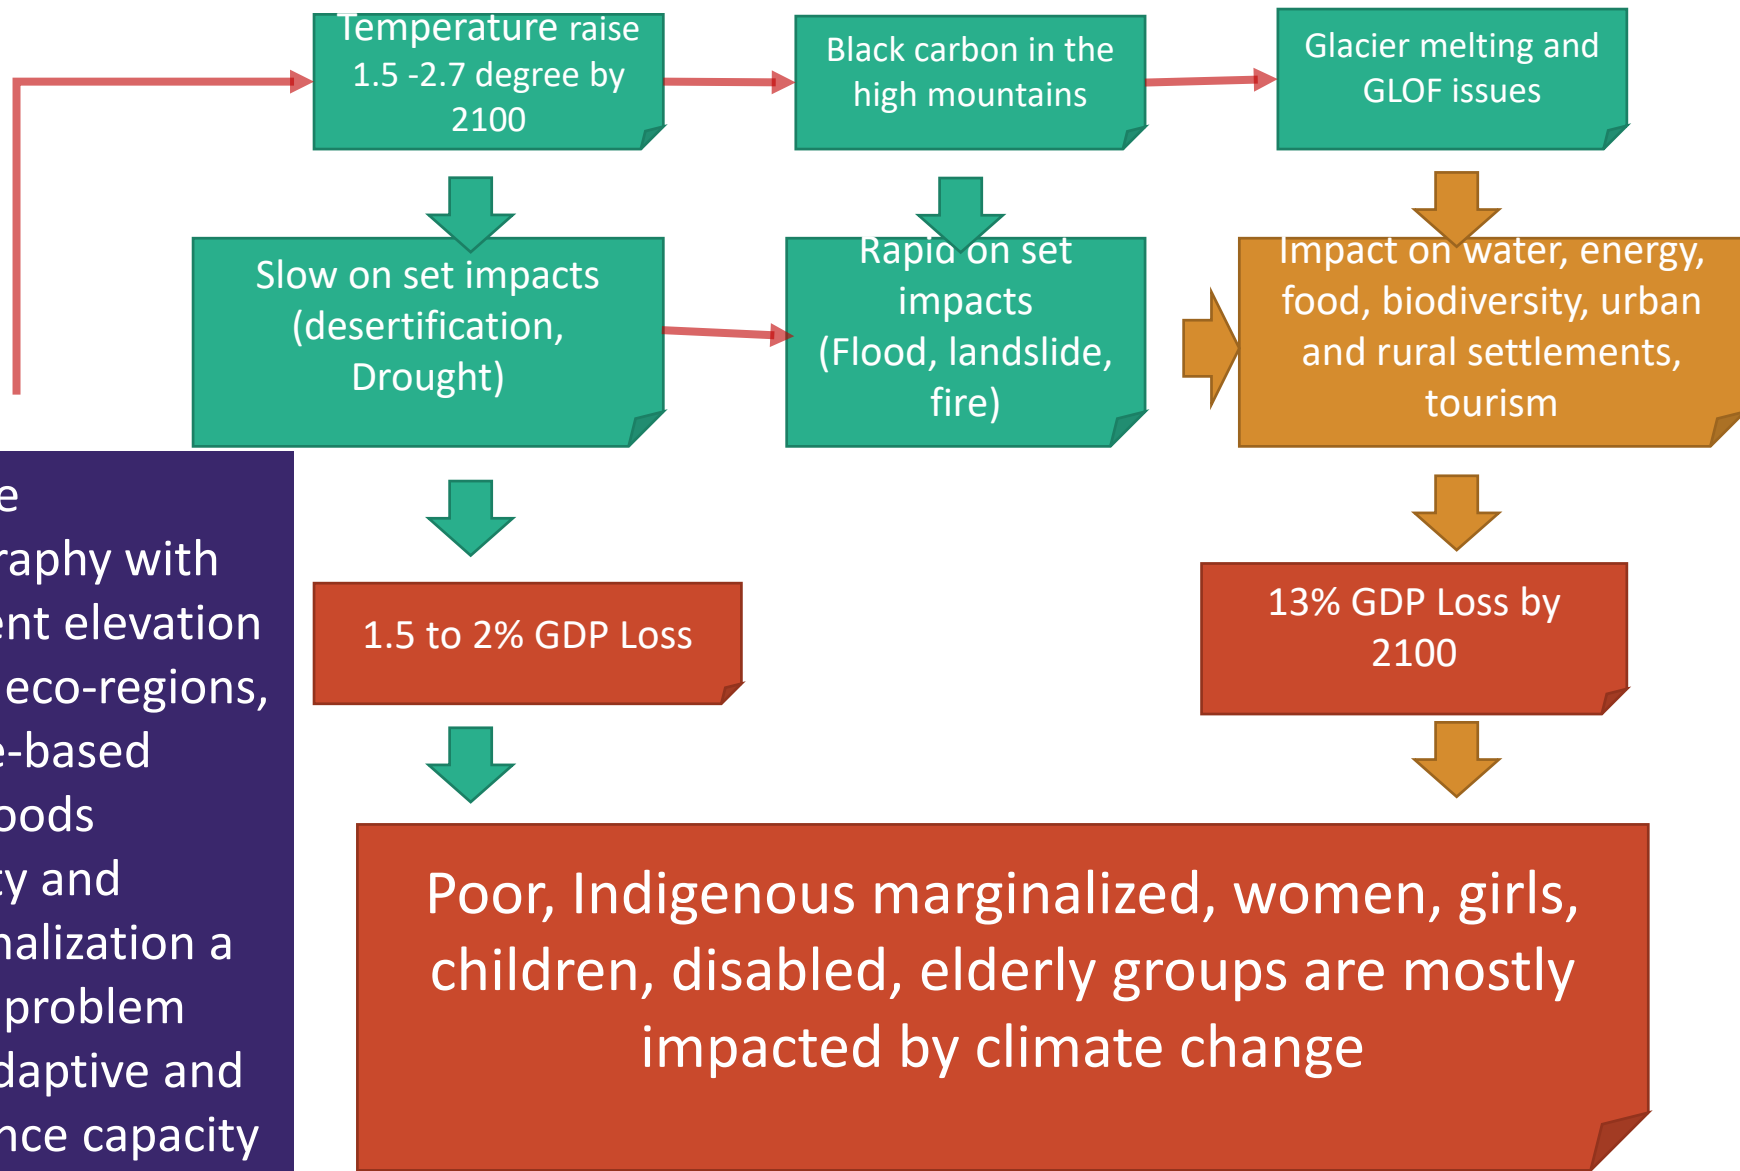 Temperature raise
1.5 -2.7 degree by
2100
Black carbon in the
high mountains
Glacier melting and
GLOF issues
Slow on set impacts
(desertification,
Drought)
Rapid on set
impacts
(Flood, landslide,
fire)
Impact on water, energy,
food, biodiversity, urban
and rural settlements,
tourism
e
raphy with
ent elevation
eco-regions,
e-based
oods
ty and
nalization a
problem
daptive and
nce capacity
1.5 to 2% GDP Loss
13% GDP Loss by
2100
Poor, Indigenous marginalized, women, girls,
children, disabled, elderly groups are mostly
impacted by climate change